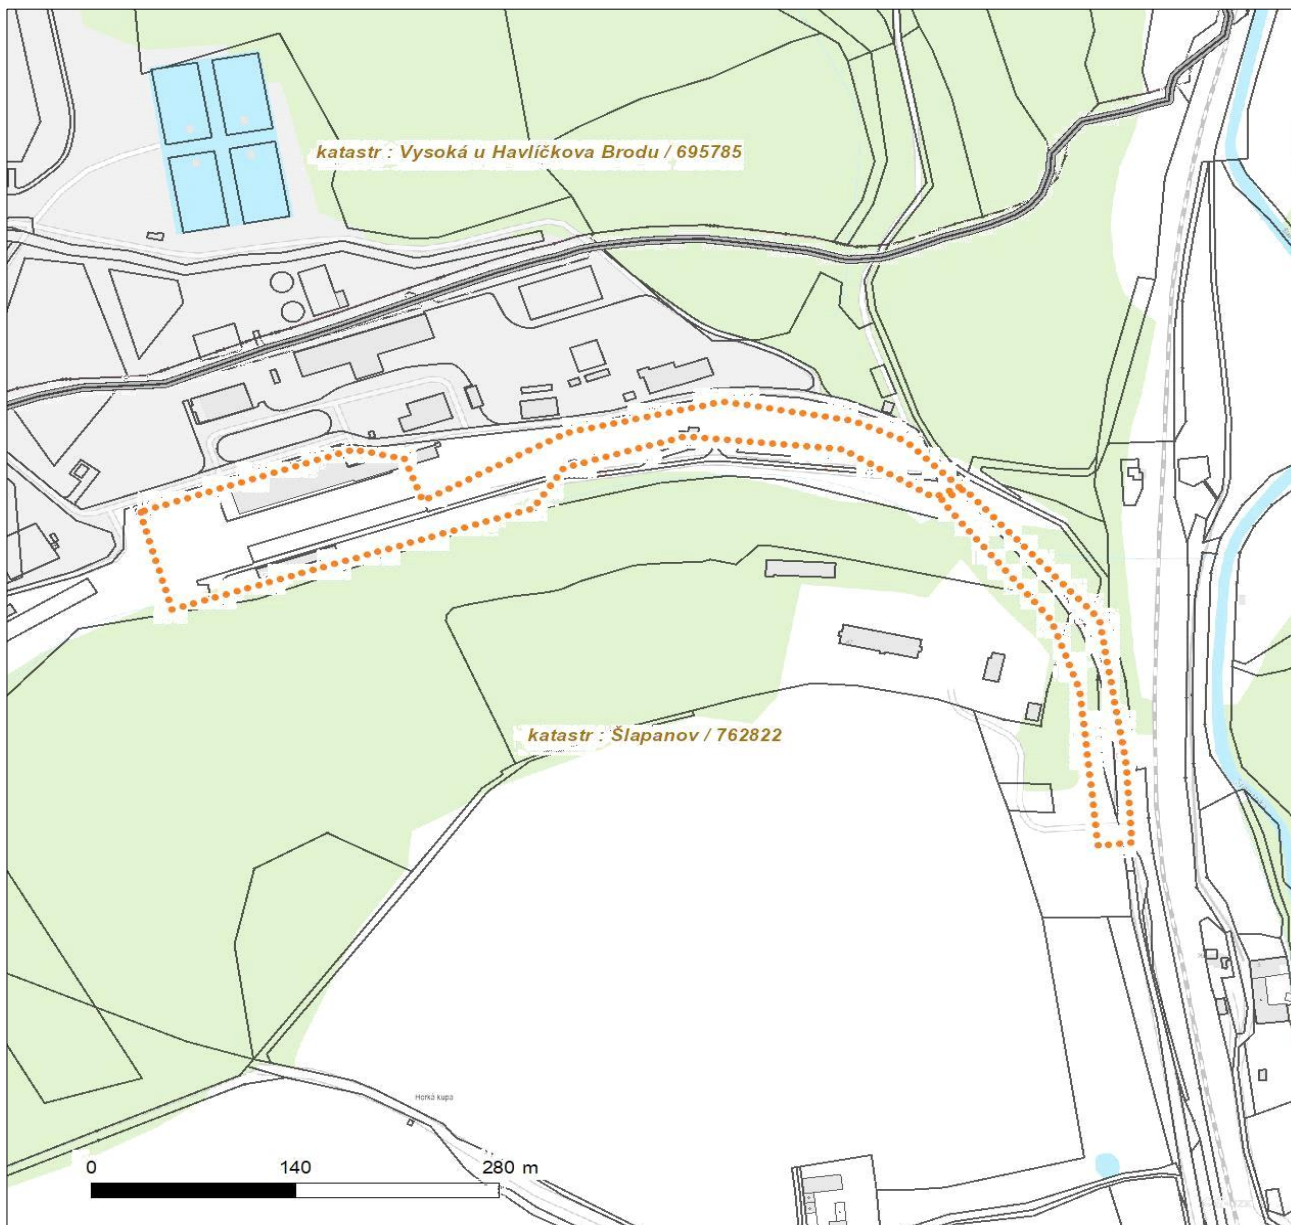 katastr : Vysoká u Havlíčkova Brodu / 695785
katastr : Šlapanov / 762822
Horká kupa
0 140 280 m